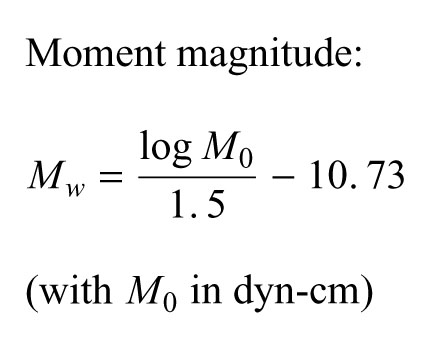 Moment magnitude:
M_w = log M_0 / 1.5 − 10.73
(with M_0 in dyn-cm)